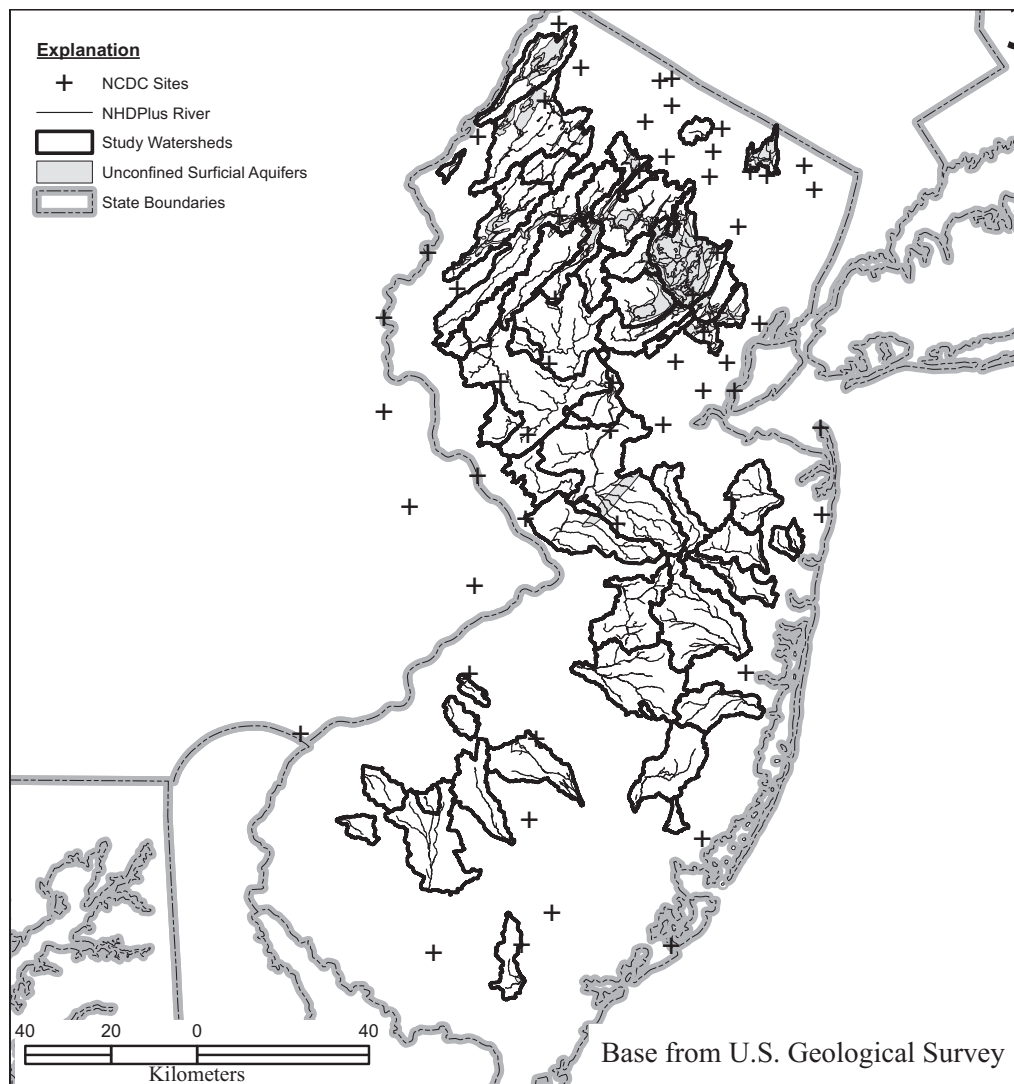 Explanation
NCDC Sites
NHDPlus River
Study Watersheds
Unconfined Surficial Aquifers
State Boundaries
40 20 0 40
Kilometers
Base from U.S. Geological Survey